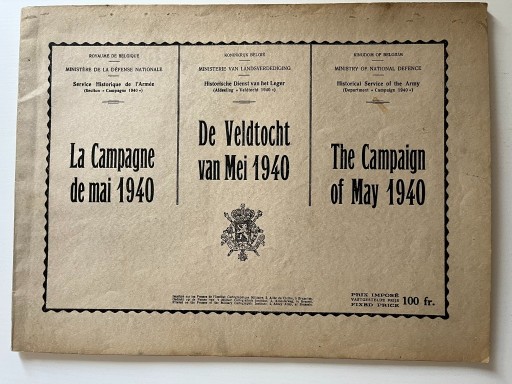 ROYAUME DE BELGIQUE
MINISTÈRE DE LA DÉFENSE NATIONALE
Service Historique de l'Armée
(Section « Campagne 1940 »)
La Campagne
de mai 1940
KONINKRIJK BELGIË
MINISTERIE VAN LANDSVERDEDIGING
Historische Dienst van het Leger
(Afdeeling « Veldtocht 1940 »)
De Veldtocht
van Mei 1940
KINGDOM OF BELGIUM
MINISTRY OF NATIONAL DEFENCE
Historical Service of the Army
(Department « Campaign 1940 »)
The Campaign
of May 1940
PRIX IMPOSÉ
VASTGESTELDE PRIJS
FIXED PRICE
100 fr.